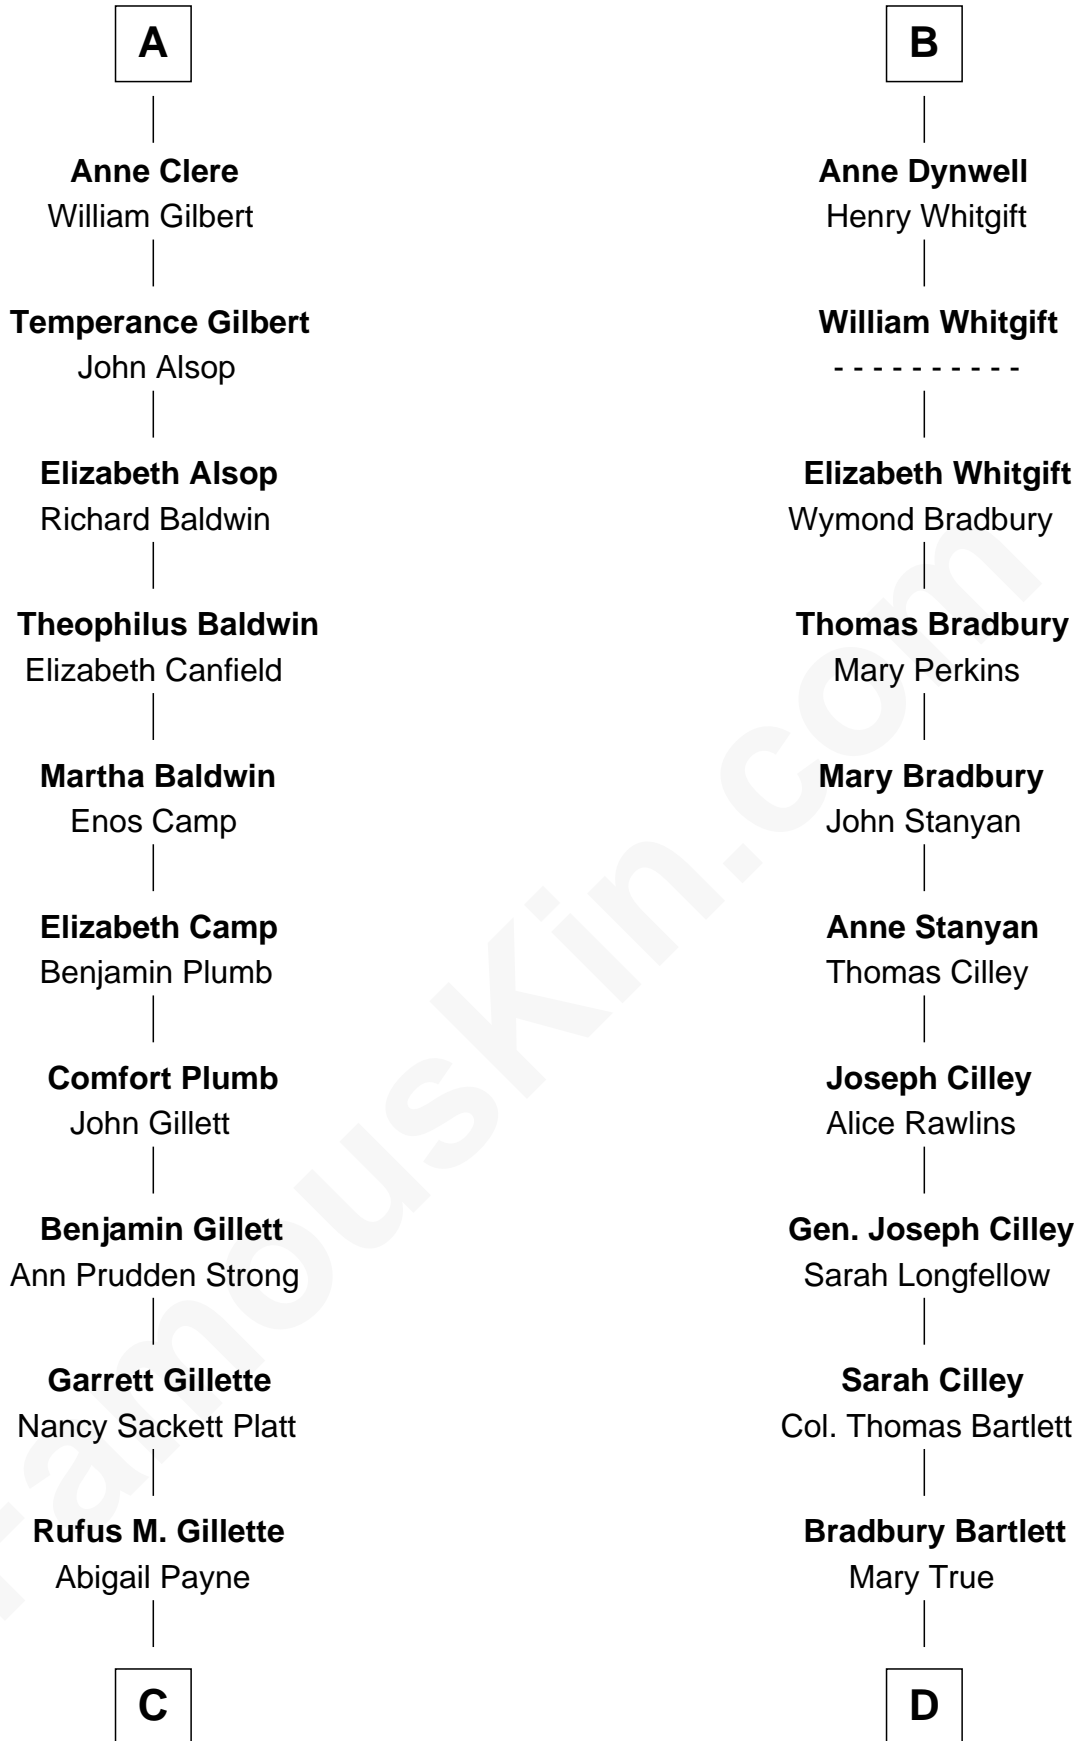 A
Anne Clere
William Gilbert
Temperance Gilbert
John Alsop
Elizabeth Alsop
Richard Baldwin
Theophilus Baldwin
Elizabeth Canfield
Martha Baldwin
Enos Camp
Elizabeth Camp
Benjamin Plumb
Comfort Plumb
John Gillett
Benjamin Gillett
Ann Prudden Strong
Garrett Gillette
Nancy Sackett Platt
Rufus M. Gillette
Abigail Payne
C
B
Anne Dynwell
Henry Whitgift
William Whitgift
- - - - - - - - - -
Elizabeth Whitgift
Wymond Bradbury
Thomas Bradbury
Mary Perkins
Mary Bradbury
John Stanyan
Anne Stanyan
Thomas Cilley
Joseph Cilley
Alice Rawlins
Gen. Joseph Cilley
Sarah Longfellow
Sarah Cilley
Col. Thomas Bartlett
Bradbury Bartlett
Mary True
D
FamousKin.com